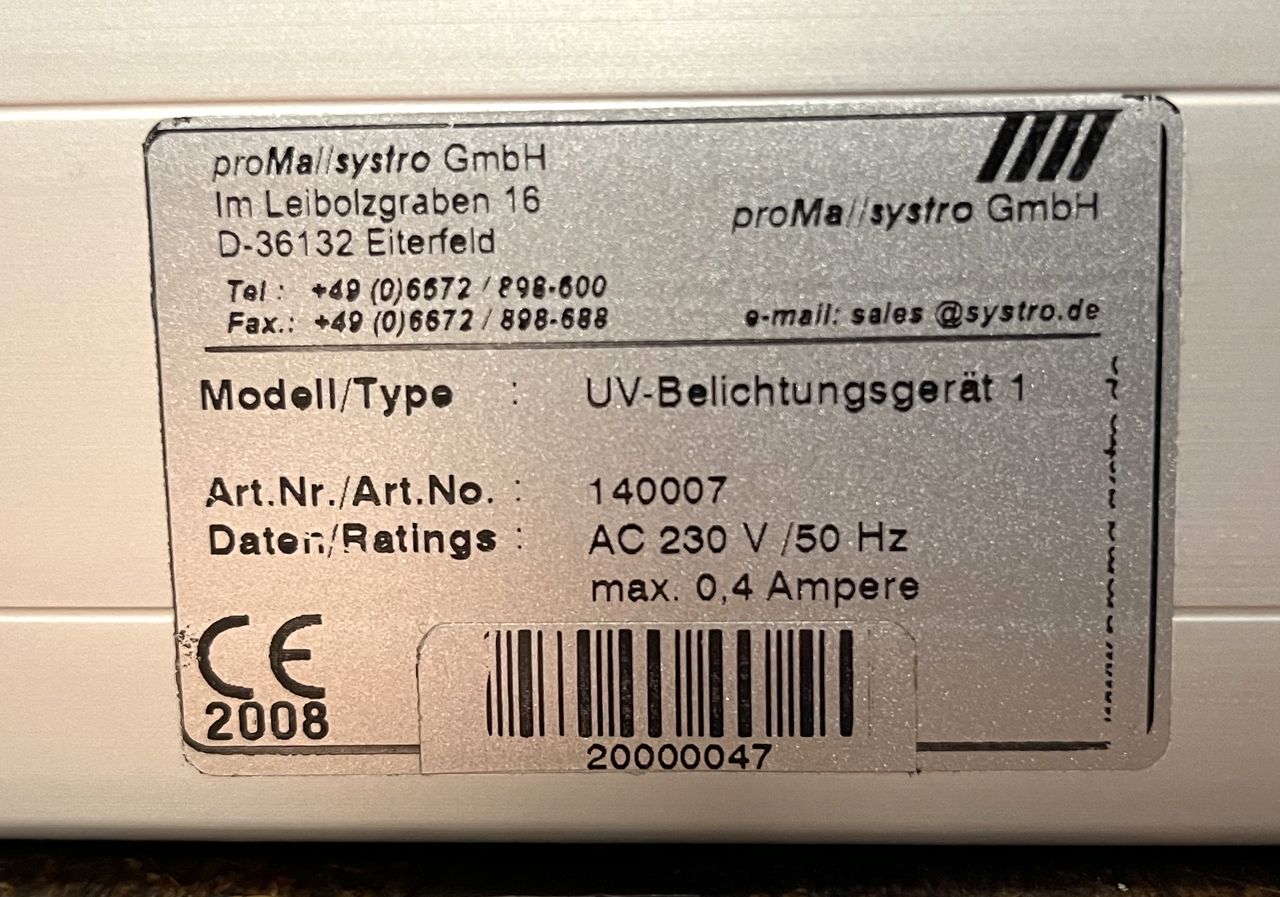 proMa//systro GmbH
Im Leibolzgraben 16
D-36132 Eiterfeld
Tel : +49 (0)6672 / 898-600
Fax.: +49 (0)6672 / 898-688
proMa//systro GmbH
e-mail: sales @systro.de
Modell/Type : UV-Belichtungsgerät 1
Art.Nr./Art.No. : 140007
Daten/Ratings : AC 230 V /50 Hz
max. 0,4 Ampere
CE
2008
20000047